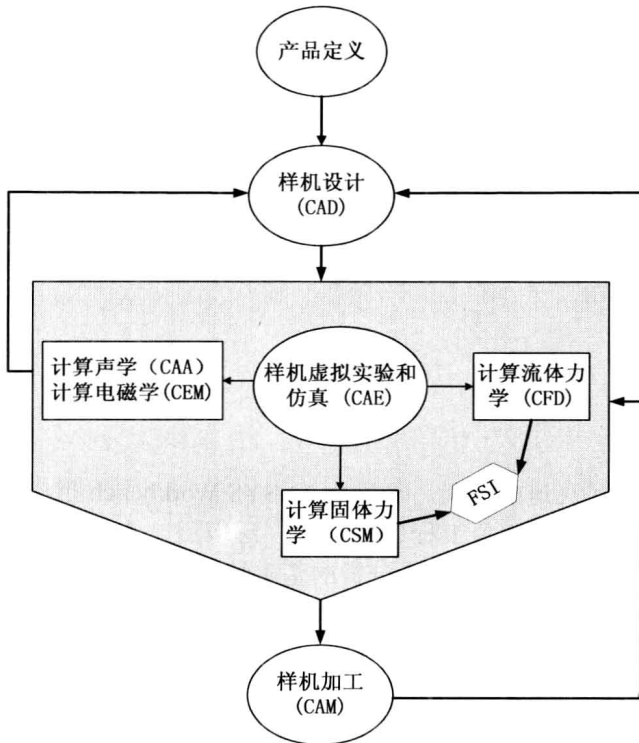 产品定义
样机设计
(CAD)
计算声学（CAA）
计算电磁学(CEM)
样机虚拟实验和
仿真（CAE）
计算流体力
学（CFD）
FSI
计算固体力
学 （CSM）
样机加工
(CAM)